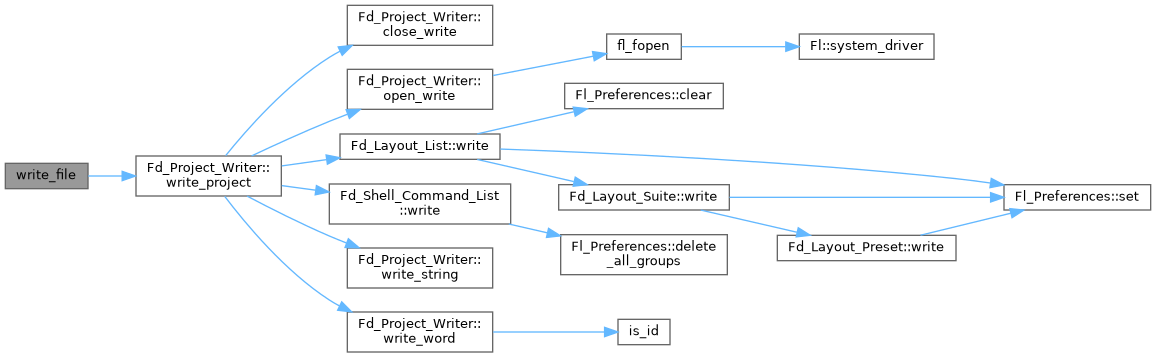 write_file
Fd_Project_Writer::
write_project
Fd_Project_Writer::
close_write
Fd_Project_Writer::
open_write
fl_fopen
Fl::system_driver
Fd_Layout_List::write
Fl_Preferences::clear
Fd_Layout_Suite::write
Fl_Preferences::set
Fd_Layout_Preset::write
Fd_Shell_Command_List
::write
Fl_Preferences::delete
_all_groups
Fd_Project_Writer::
write_string
Fd_Project_Writer::
write_word
is_id